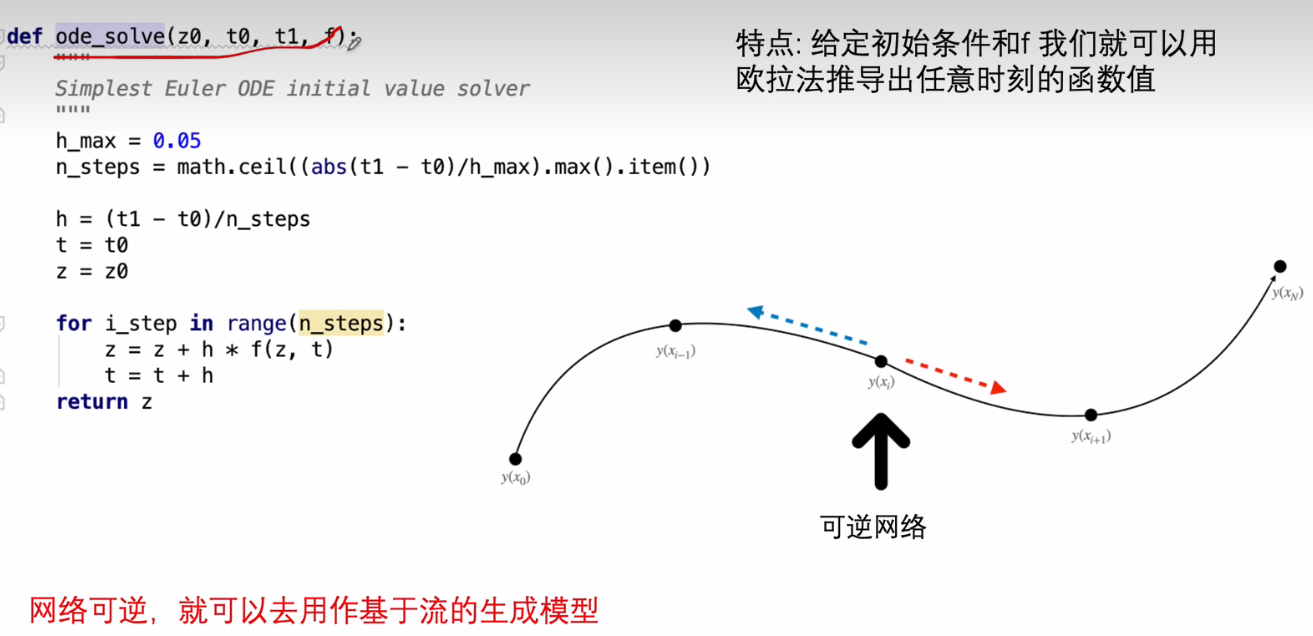 def ode_solve(z0, t0, t1, f):
"""
Simplest Euler ODE initial value solver
"""
h_max = 0.05
n_steps = math.ceil((abs(t1 - t0)/h_max).max().item())
h = (t1 - t0)/n_steps
t = t0
z = z0
for i_step in range(n_steps):
z = z + h * f(z, t)
t = t + h
return z
特点: 给定初始条件和f 我们就可以用
欧拉法推导出任意时刻的函数值
y(x₀)
y(xᵢ₋₁)
y(xᵢ)
y(xᵢ₊₁)
y(x_N)
可逆网络
网络可逆，就可以去用作基于流的生成模型